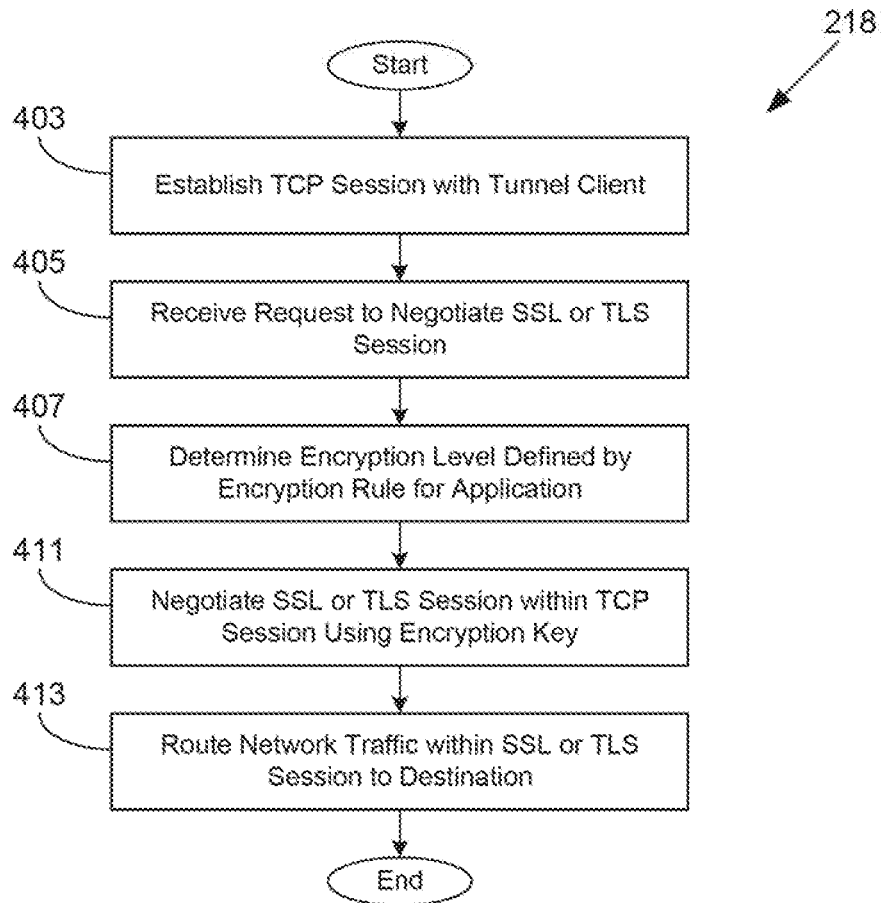 218
Start
403
Establish TCP Session with Tunnel Client
405
Receive Request to Negotiate SSL or TLS
Session
407
Determine Encryption Level Defined by
Encryption Rule for Application
411
Negotiate SSL or TLS Session within TCP
Session Using Encryption Key
413
Route Network Traffic within SSL or TLS
Session to Destination
End